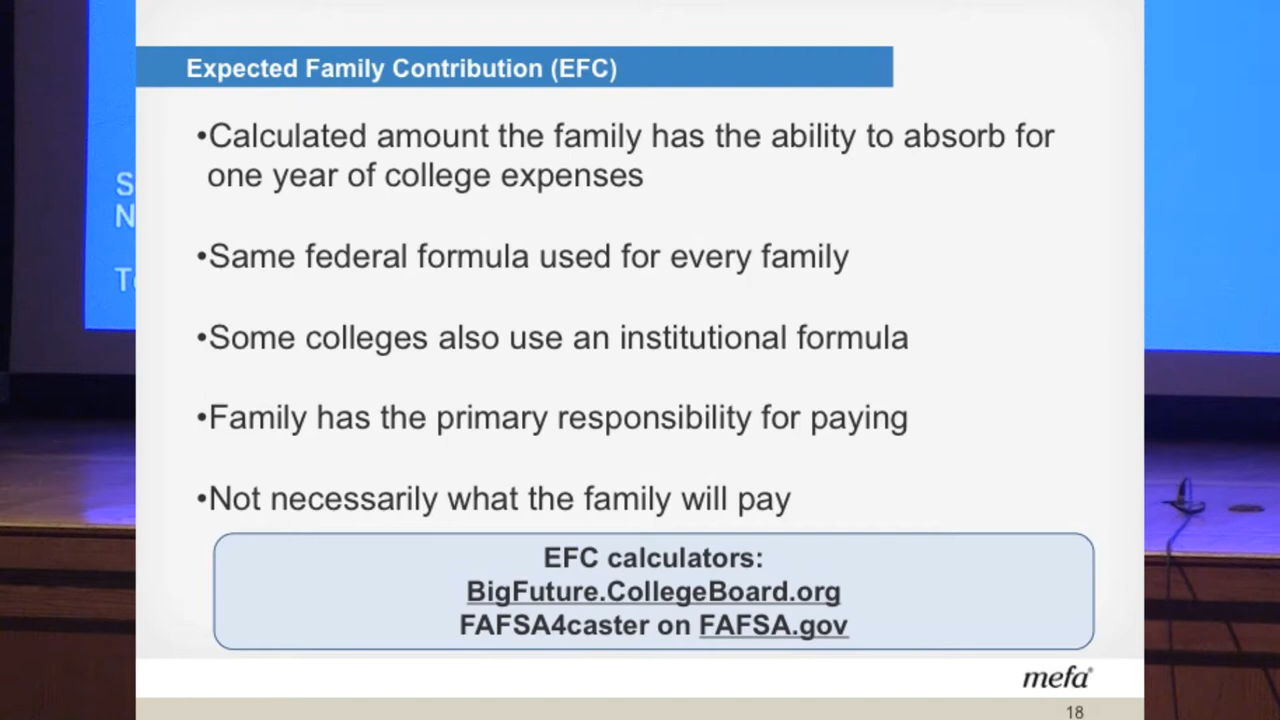 Expected Family Contribution (EFC)
•Calculated amount the family has the ability to absorb for
one year of college expenses
•Same federal formula used for every family
•Some colleges also use an institutional formula
•Family has the primary responsibility for paying
•Not necessarily what the family will pay
EFC calculators:
BigFuture.CollegeBoard.org
FAFSA4caster on FAFSA.gov
mefa®
18